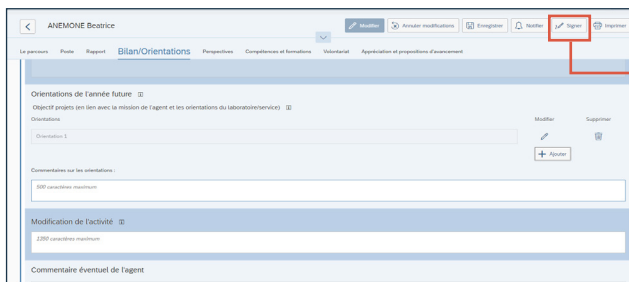 ANEMONE Beatrice
Modifier Annuler modifications Enregistrer Notifier Signer Imprimer
Le parcours Poste Rapport Bilan/Orientations Perspectives Compétences et formations Volontariat Appréciation et propositions d'avancement
Orientations de l'année future
Objectif projets (en lien avec la mission de l'agent et les orientations du laboratoire/service)
Orientations Modifier Supprimer
Orientation 1
Ajouter
Commentaires sur les orientations :
500 caractères maximum
Modification de l'activité
1350 caractères maximum
Commentaire éventuel de l'agent